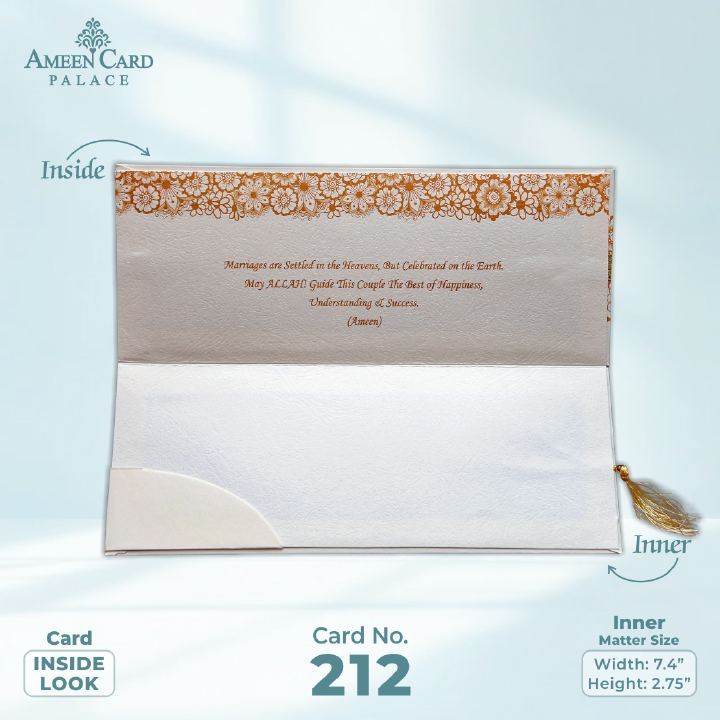 AMEEN CARD
PALACE
Inside
Marriages are Settled in the Heavens, But Celebrated on the Earth.
May ALLAH! Guide This Couple The Best of Happiness,
Understanding & Success.
(Ameen)
Inner
Card
INSIDE
LOOK
Card No.
212
Inner
Matter Size
Width: 7.4”
Height: 2.75”